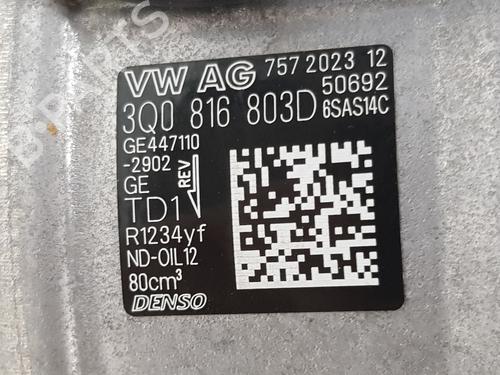 VW AG 757 2023 12
50692
3Q0 816 803D 6SAS14C
GE447110
-2902
GE
REV
TD1
R1234yf
ND-OIL12
80cm³
DENSO
B-PARTS